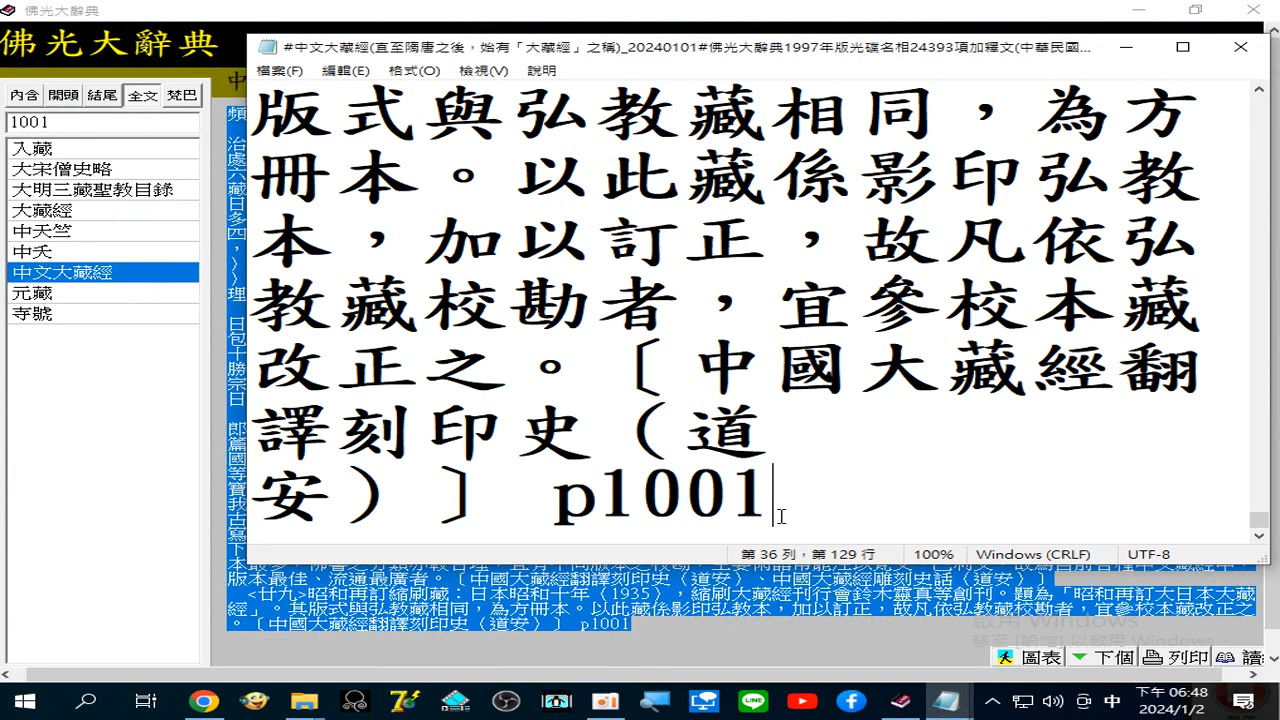 佛光大辭典
佛光大辭典
#中文大藏經(直至隋唐之後，始有「大藏經」之稱)_20240101#佛光大辭典1997年版光碟名相24393項加釋文(中華民國...
檔案(F) 編輯(E) 格式(O) 檢視(V) 說明
內含 開頭 結尾 全文 梵巴
1001
入藏
大宋僧史略
大明三藏聖教目錄
大藏經
中天竺
中夭
中文大藏經
元藏
寺號
版式與弘教藏相同，為方
冊本。以此藏係影印弘教
本，加以訂正，故凡依弘
教藏校勘者，宜參校本藏
改正之。〔中國大藏經翻
譯刻印史（道
安）〕 p1001
第 36 列，第 129 行 100% Windows (CRLF) UTF-8
版本最佳、流通最廣者。〔中國大藏經翻譯刻印史（道安）、中國大藏經雕刻史話（道安）〕
<廿九>昭和再訂縮刷藏：日本昭和十年（1935），縮刷大藏經刊行會鈴木靈真等創刊。題為「昭和再訂大日本大藏
經」。其版式與弘教藏相同，為方冊本。以此藏係影印弘教本，加以訂正，故凡依弘教藏校勘者，宜參校本藏改正之
。〔中國大藏經翻譯刻印史（道安）〕 p1001
啟用 Windows
移至 [設定] 以啟用 Windows。
圖表 下個 列印 讀
中 下午 06:48
2024/1/2